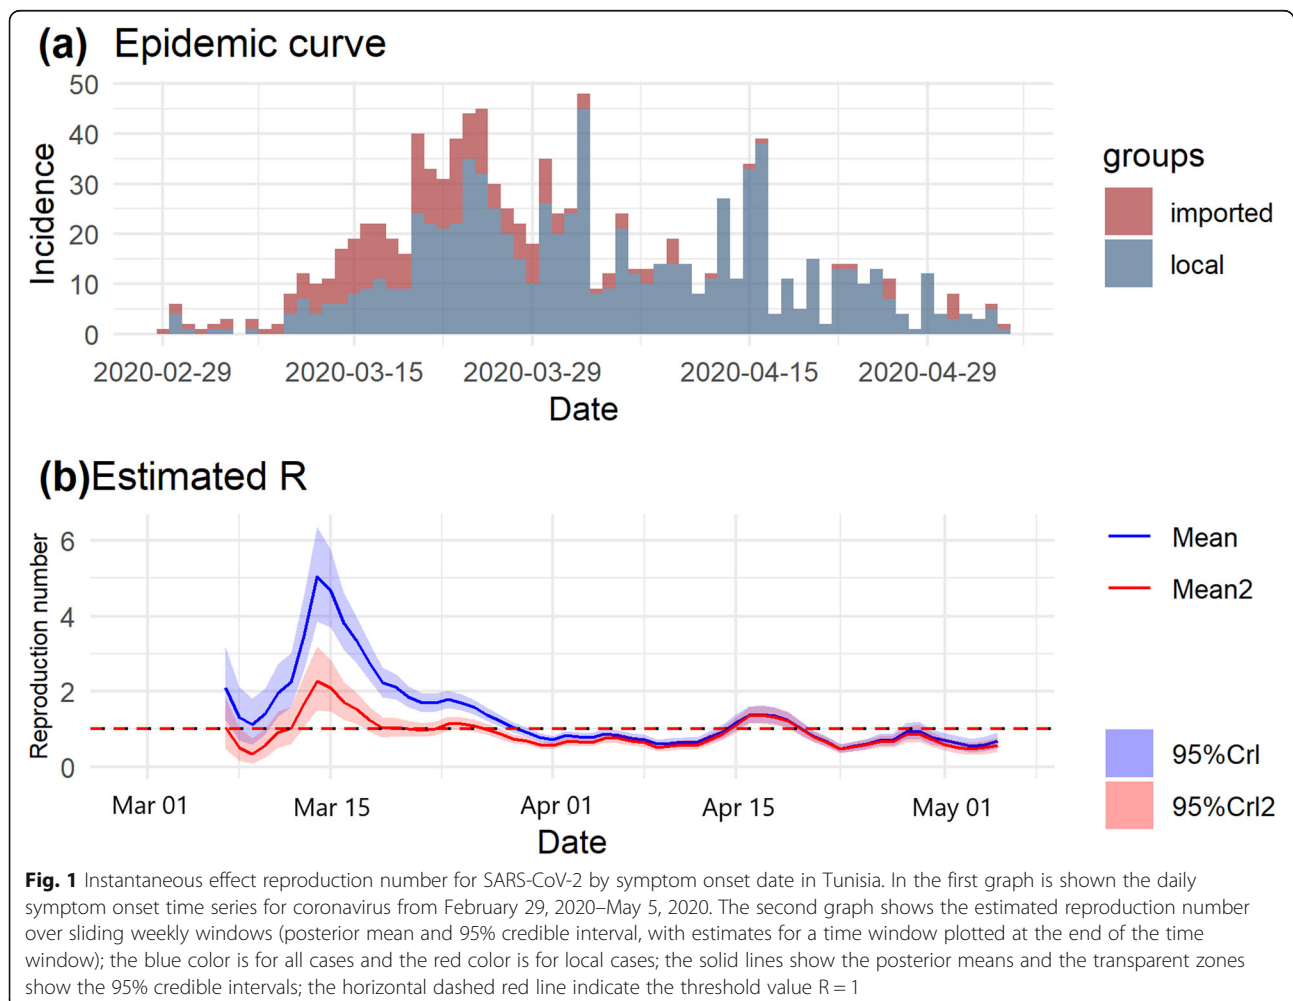 (a) Epidemic curve
50
40
30
20
10
0
Incidence
2020-02-29 2020-03-15 2020-03-29 2020-04-15 2020-04-29
Date
groups
imported
local
(b)Estimated R
6
4
2
0
Reproduction number
Mar 01 Mar 15 Apr 01 Apr 15 May 01
Date
Mean
Mean2
95%CrI
95%CrI2
Fig. 1 Instantaneous effect reproduction number for SARS-CoV-2 by symptom onset date in Tunisia. In the first graph is shown the daily
symptom onset time series for coronavirus from February 29, 2020–May 5, 2020. The second graph shows the estimated reproduction number
over sliding weekly windows (posterior mean and 95% credible interval, with estimates for a time window plotted at the end of the time
window); the blue color is for all cases and the red color is for local cases; the solid lines show the posterior means and the transparent zones
show the 95% credible intervals; the horizontal dashed red line indicate the threshold value R = 1